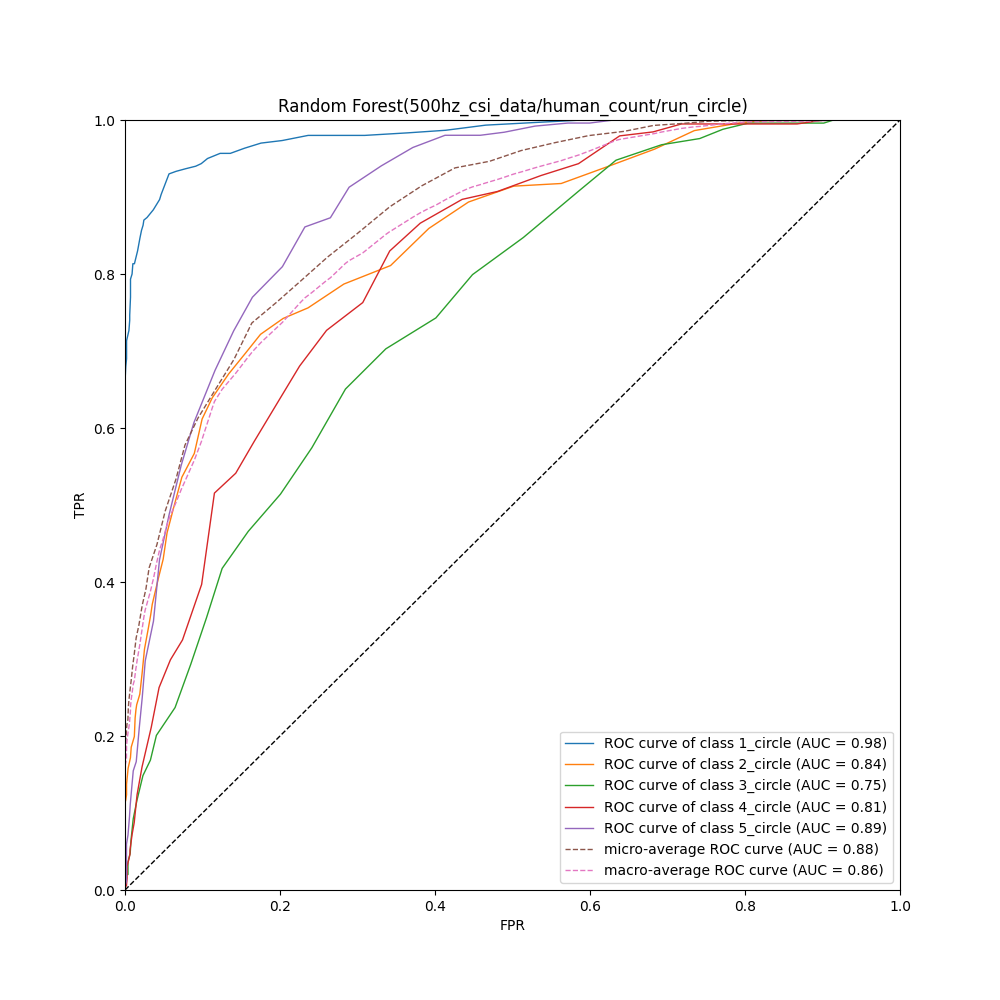 Random Forest(500hz_csi_data/human_count/run_circle)
1.0
0.8
0.6
0.4
0.2
0.0
TPR
0.0 0.2 0.4 0.6 0.8 1.0
FPR
ROC curve of class 1_circle (AUC = 0.98)
ROC curve of class 2_circle (AUC = 0.84)
ROC curve of class 3_circle (AUC = 0.75)
ROC curve of class 4_circle (AUC = 0.81)
ROC curve of class 5_circle (AUC = 0.89)
micro-average ROC curve (AUC = 0.88)
macro-average ROC curve (AUC = 0.86)